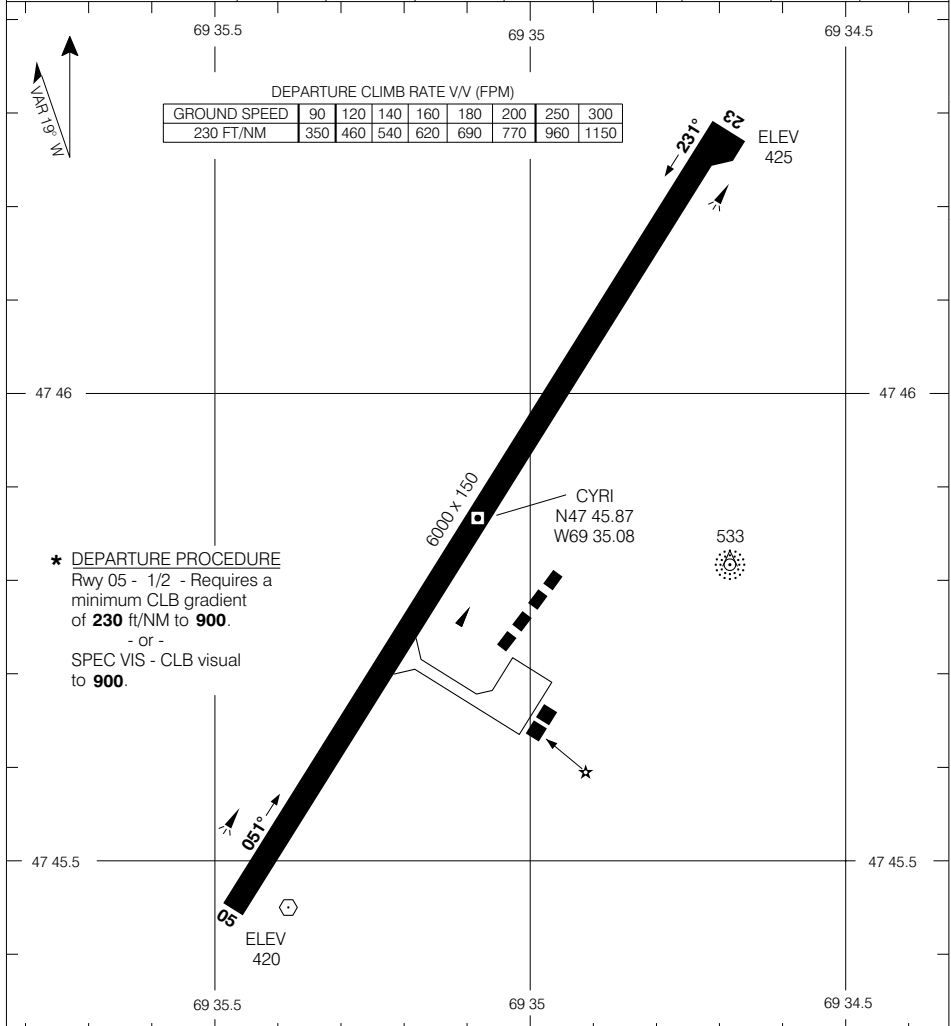 69 35.5
69 35
69 34.5
VAR 19° W
DEPARTURE CLIMB RATE V/V (FPM)
GROUND SPEED 90 120 140 160 180 200 250 300
230 FT/NM 350 460 540 620 690 770 960 1150
23
231°
ELEV
425
47 46
47 46
6000 x 150
CYRI
N47 45.87
W69 35.08
533
* DEPARTURE PROCEDURE
Rwy 05 - 1/2 - Requires a
minimum CLB gradient
of 230 ft/NM to 900.
- or -
SPEC VIS - CLB visual
to 900.
051°
47 45.5
47 45.5
05
ELEV
420
69 35.5
69 35
69 34.5